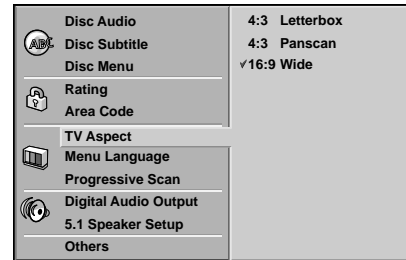 Disc Audio
Disc Subtitle
Disc Menu
Rating
Area Code
TV Aspect
Menu Language
Progressive Scan
Digital Audio Output
5.1 Speaker Setup
Others
4:3 Letterbox
4:3 Panscan
✓16:9 Wide
ABC